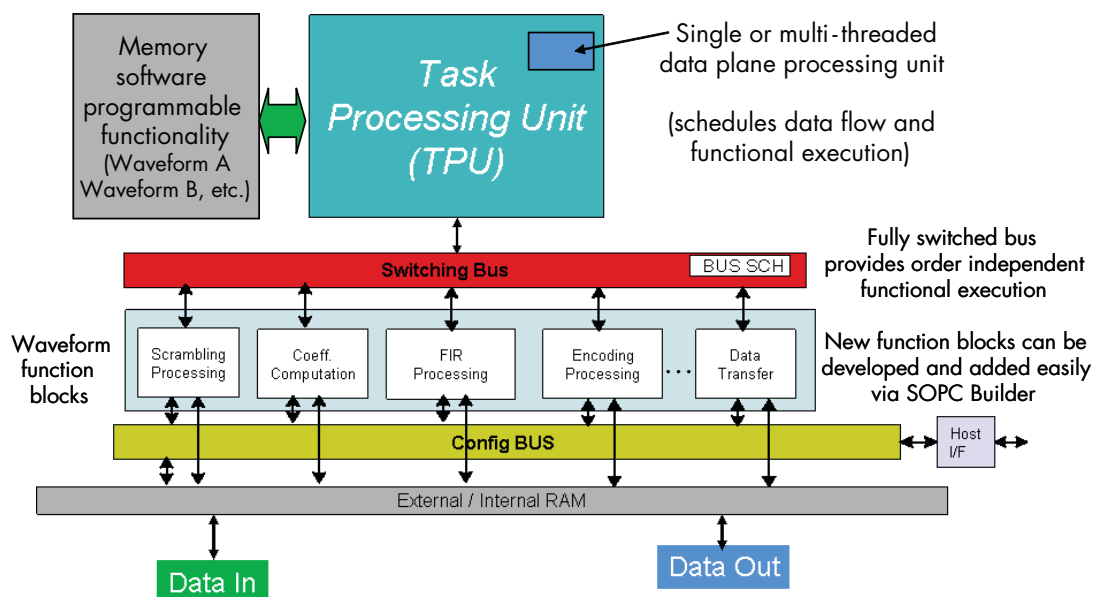 Memory
software
programmable
functionality
(Waveform A
Waveform B, etc.)
Task
Processing Unit
(TPU)
Single or multi-threaded
data plane processing unit
(schedules data flow and
functional execution)
Switching Bus
BUS SCH
Fully switched bus
provides order independent
functional execution
Waveform
function
blocks
Scrambling
Processing
Coeff.
Computation
FIR
Processing
Encoding
Processing
...
Data
Transfer
New function blocks can be
developed and added easily
via SOPC Builder
Config BUS
Host
I/F
External / Internal RAM
Data In
Data Out